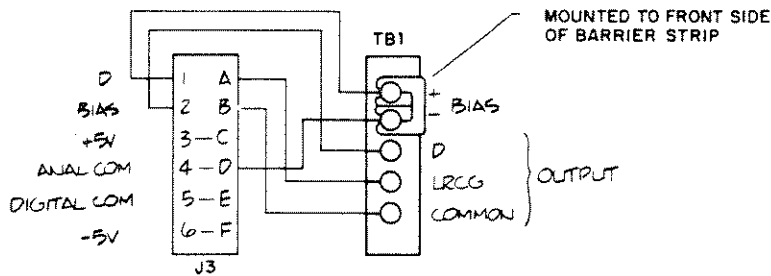 MOUNTED TO FRONT SIDE
OF BARRIER STRIP
TB1
D 1 A
BIAS 2 B
+5V 3-C
ANAL COM 4-D
DIGITAL COM 5-E
-5V 6-F
J3
+
- BIAS
D
LRCG
COMMON
OUTPUT